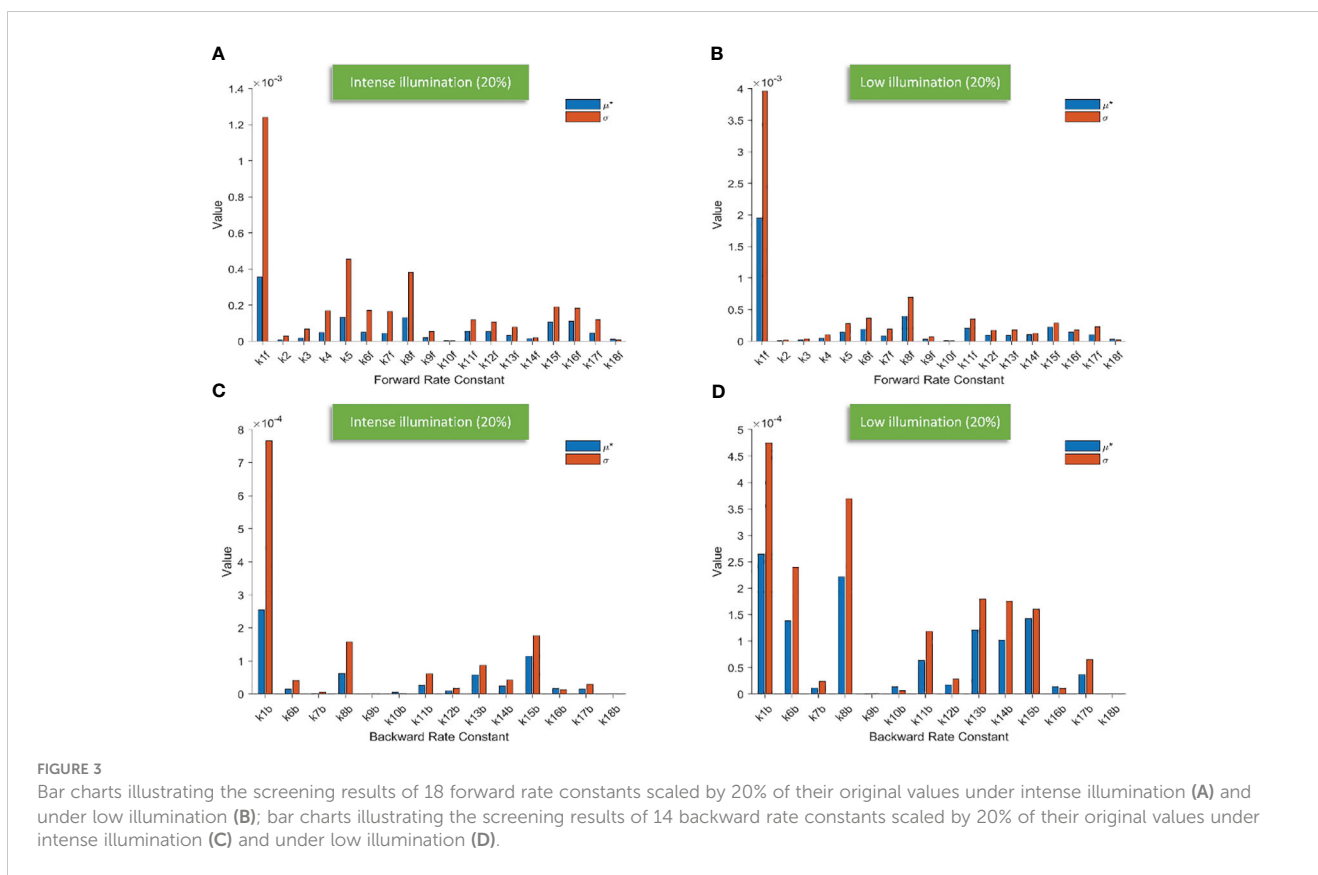 A
Intense illumination (20%)
×10-3
μ*
σ
1.4
1.2
1
0.8
0.6
0.4
0.2
0
Value
k1f k2 k3 k4 k5 k6f k7f k8f k9f k10f k11f k12f k13f k14f k15f k16f k17f k18f
Forward Rate Constant
B
Low illumination (20%)
×10-3
μ*
σ
4
3.5
3
2.5
2
1.5
1
0.5
0
Value
k1f k2 k3 k4 k5 k6f k7f k8f k9f k10f k11f k12f k13f k14f k15f k16f k17f k18f
Forward Rate Constant
C
Intense illumination (20%)
×10-4
μ*
σ
8
7
6
5
4
3
2
1
0
Value
k1b k6b k7b k8b k9b k10b k11b k12b k13b k14b k15b k16b k17b k18b
Backward Rate Constant
D
Low illumination (20%)
×10-4
μ*
σ
5
4.5
4
3.5
3
2.5
2
1.5
1
0.5
0
Value
k1b k6b k7b k8b k9b k10b k11b k12b k13b k14b k15b k16b k17b k18b
Backward Rate Constant
FIGURE 3
Bar charts illustrating the screening results of 18 forward rate constants scaled by 20% of their original values under intense illumination (A) and
under low illumination (B); bar charts illustrating the screening results of 14 backward rate constants scaled by 20% of their original values under
intense illumination (C) and under low illumination (D).